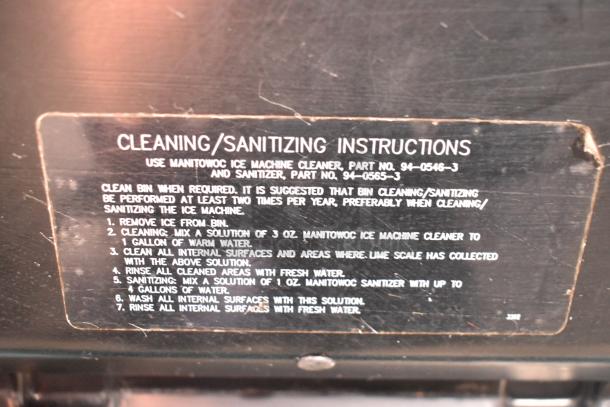 CLEANING/SANITIZING INSTRUCTIONS
USE MANITOWOC ICE MACHINE CLEANER, PART NO. 94-0546-3
AND SANITIZER, PART NO. 94-0565-3
CLEAN BIN WHEN REQUIRED. IT IS SUGGESTED THAT BIN CLEANING/SANITIZING
BE PERFORMED AT LEAST TWO TIMES PER YEAR, PREFERABLY WHEN CLEANING/
SANITIZING THE ICE MACHINE.
1. REMOVE ICE FROM BIN.
2. CLEANING: MIX A SOLUTION OF 3 OZ. MANITOWOC ICE MACHINE CLEANER TO
1 GALLON OF WARM WATER.
3. CLEAN ALL INTERNAL SURFACES AND AREAS WHERE LIME SCALE HAS COLLECTED
WITH THE ABOVE SOLUTION.
4. RINSE ALL CLEANED AREAS WITH FRESH WATER.
5. SANITIZING: MIX A SOLUTION OF 1 OZ. MANITOWOC SANITIZER WITH UP TO
4 GALLONS OF WATER.
6. WASH ALL INTERNAL SURFACES WITH THIS SOLUTION.
7. RINSE ALL INTERNAL SURFACES WITH FRESH WATER.